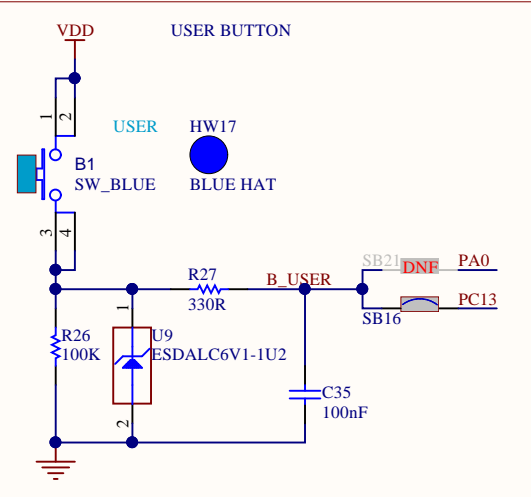 VDD
USER BUTTON
1
2
USER
HW17
B1
SW_BLUE
BLUE HAT
3
4
SB21
DNF
PA0
R27
330R
B_USER
PC13
SB16
1
R26
100K
U9
ESDALC6V1-1U2
2
C35
100nF